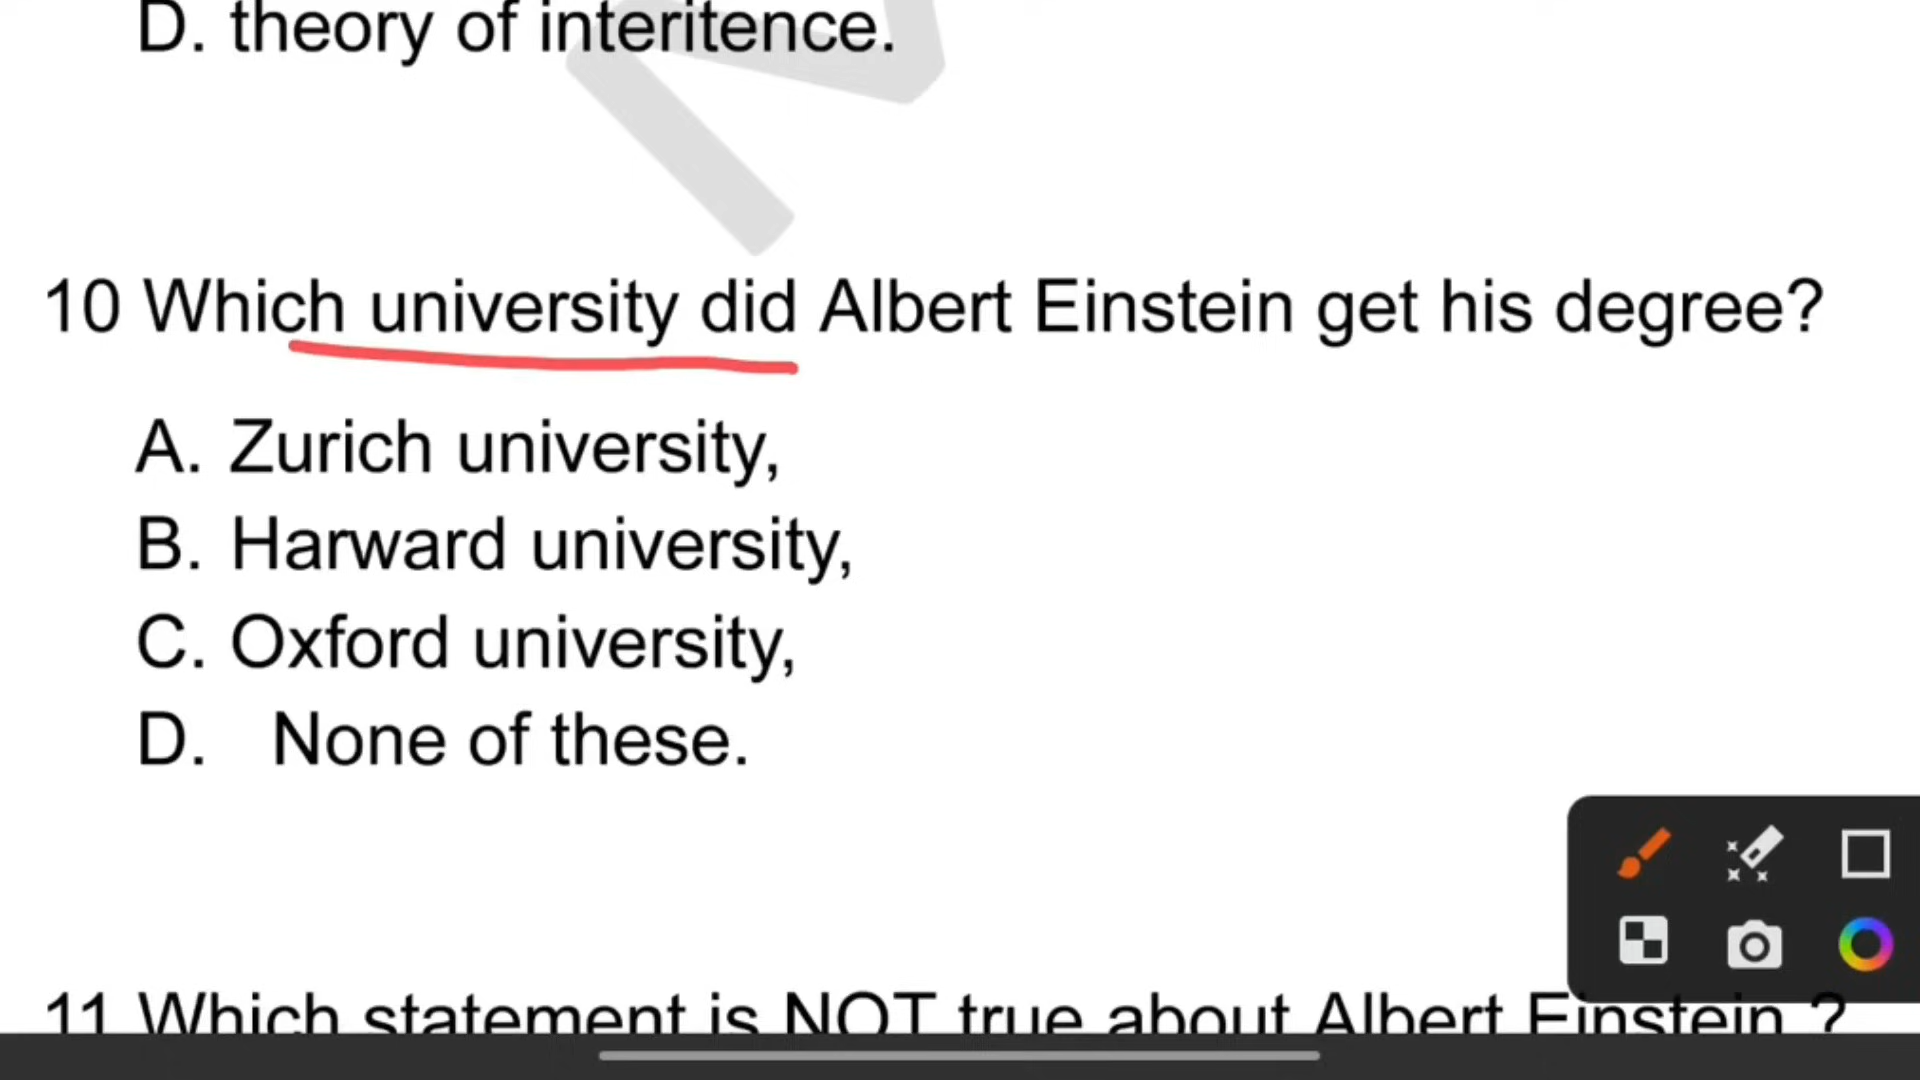 D. theory of interitence.
10 Which university did Albert Einstein get his degree?
A. Zurich university,
B. Harward university,
C. Oxford university,
D. None of these.
11 Which statement is NOT true about Albert Einstein ?